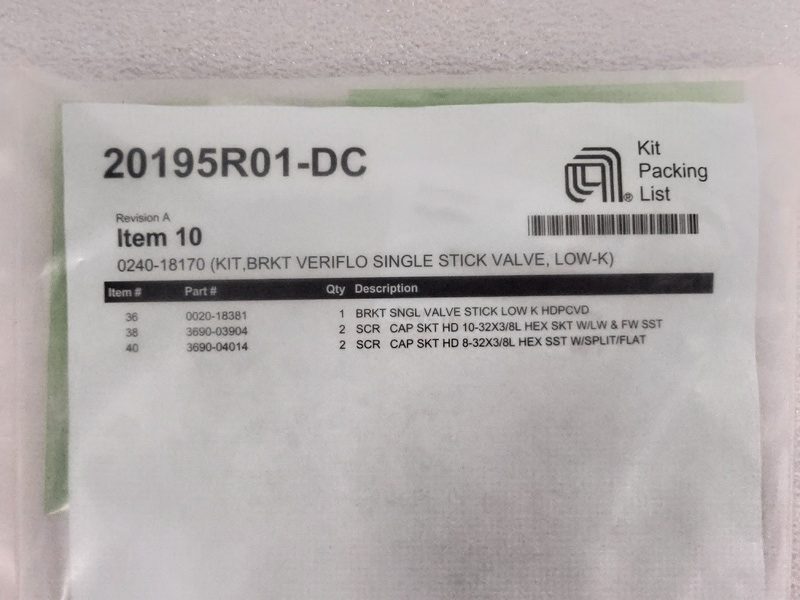 20195R01-DC
Kit
Packing
List
Revision A
Item 10
0240-18170 (KIT,BRKT VERIFLO SINGLE STICK VALVE, LOW-K)
Item # Part # Qty Description
36 0020-18381 1 BRKT SNGL VALVE STICK LOW K HDPCVD
38 3690-03904 2 SCR CAP SKT HD 10-32X3/8L HEX SKT W/LW & FW SST
40 3690-04014 2 SCR CAP SKT HD 8-32X3/8L HEX SST W/SPLIT/FLAT